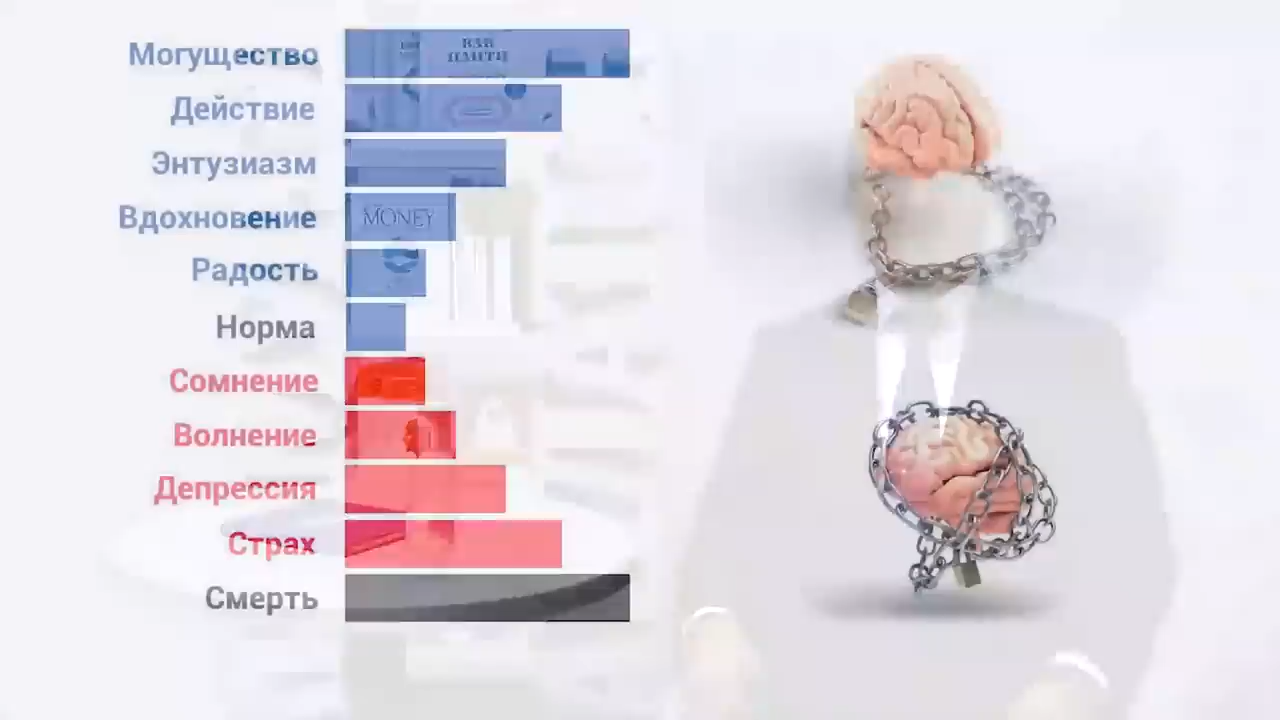 Могущество
Действие
Энтузиазм
Вдохновение
MONEY
Радость
Норма
Сомнение
Волнение
Депрессия
Страх
Смерть